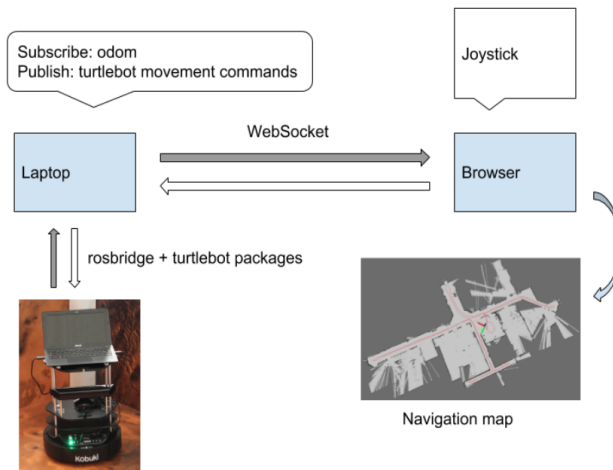 Subscribe: odom
Publish: turtlebot movement commands
Joystick
WebSocket
Laptop
Browser
rosbridge + turtlebot packages
Kobuki
Navigation map